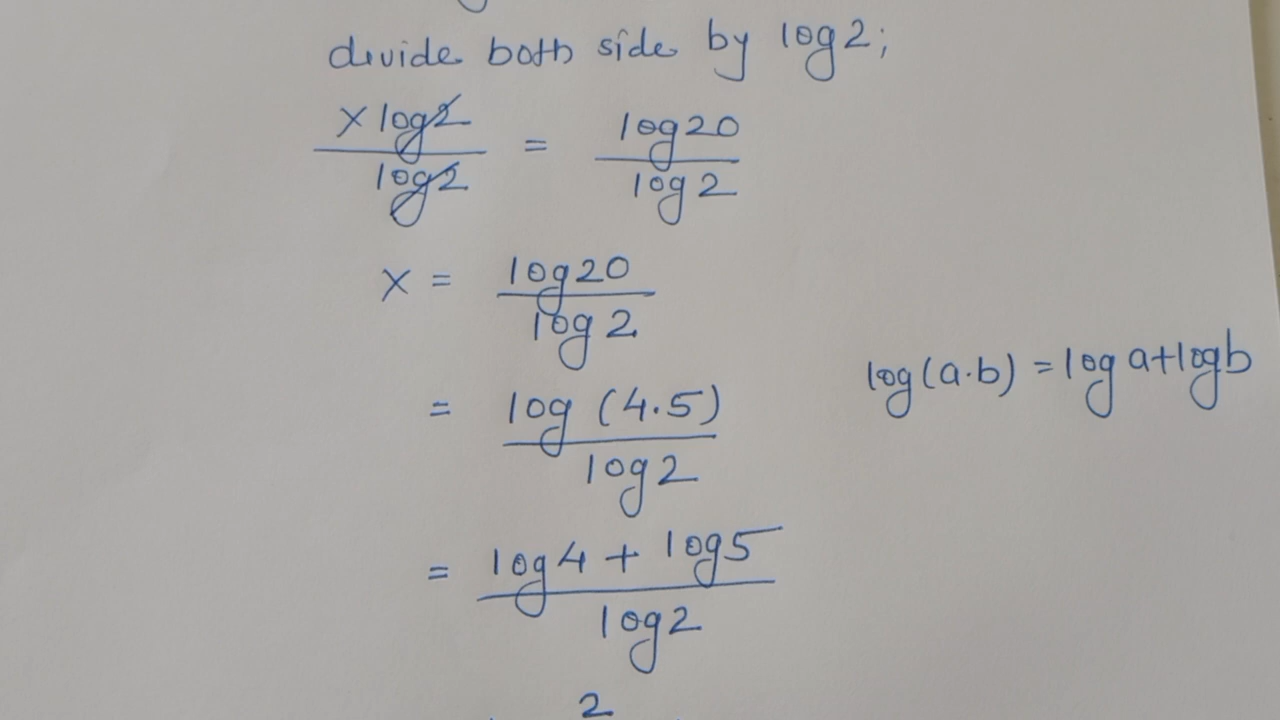 divide both side by log2;
x log2 / log2 = log20 / log2
x = log20 / log2
= log (4.5) / log2
log(a.b) = log a+logb
= log4 + log5 / log2
2